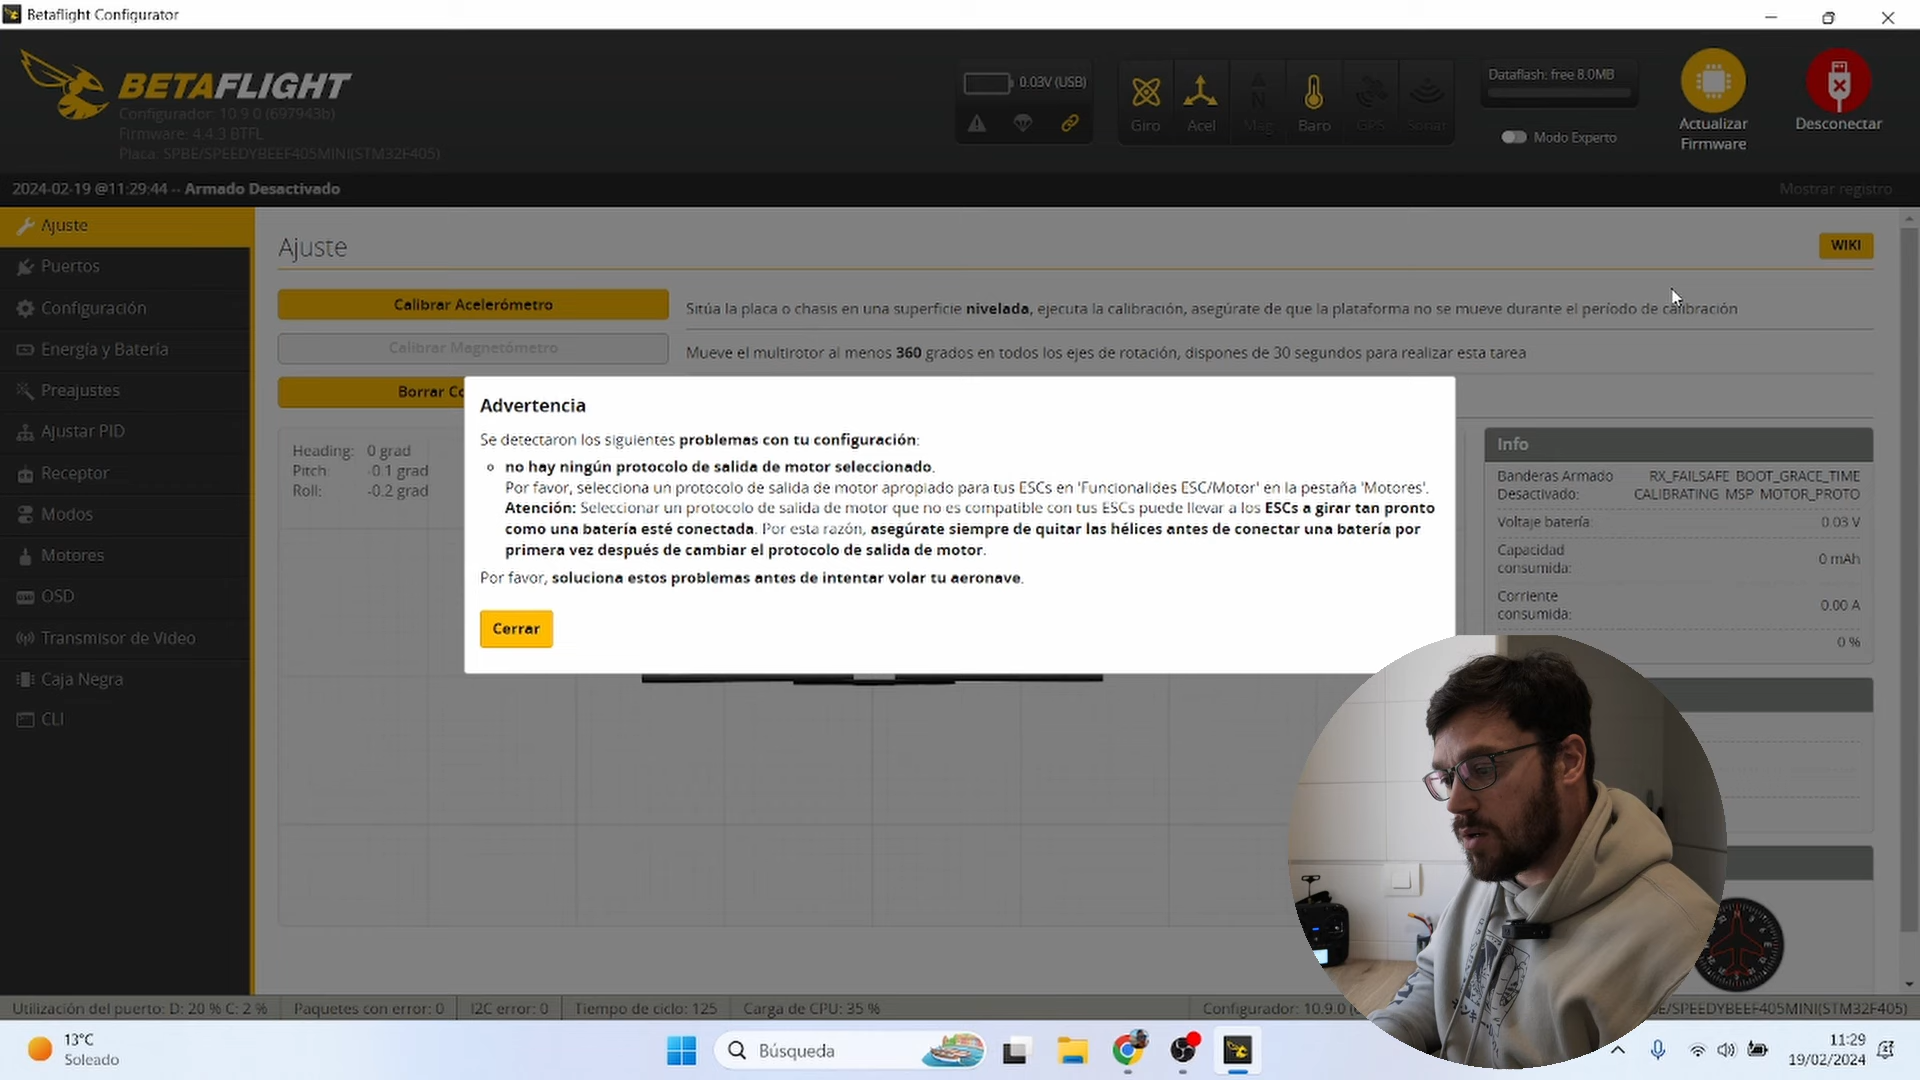 Betaflight Configurator
BETAFLIGHT
Configurador: 10.9.0 (697943b)
Firmware: 4.4.3 BTFL
Placa: SPBE/SPEEDYBEEF405MINI(STM32F405)
0.03V (USB)
Giro
Acel
Mag
Baro
GPS
Sonar
Dataflash: free 8.0MB
Modo Experto
Actualizar
Firmware
Desconectar
2024-02-19 @11:29:44 -- Armado Desactivado
Mostrar registro
Ajuste
Puertos
Configuración
Energía y Batería
Preajustes
Ajustar PID
Receptor
Modos
Motores
OSD
Transmisor de Video
Caja Negra
CLI
Ajuste
WIKI
Calibrar Acelerómetro
Sitúa la placa o chasis en una superficie nivelada, ejecuta la calibración, asegúrate de que la plataforma no se mueve durante el período de calibración
Calibrar Magnetómetro
Mueve el multirotor al menos 360 grados en todos los ejes de rotación, dispones de 30 segundos para realizar esta tarea
Borrar
Heading: 0 grad
Pitch: -0.1 grad
Roll: -0.2 grad
Advertencia
Se detectaron los siguientes problemas con tu configuración:
no hay ningún protocolo de salida de motor seleccionado.
Por favor, selecciona un protocolo de salida de motor apropiado para tus ESCs en 'Funcionalides ESC/Motor' en la pestaña 'Motores'.
Atención: Seleccionar un protocolo de salida de motor que no es compatible con tus ESCs puede llevar a los ESCs a girar tan pronto
como una batería esté conectada. Por esta razón, asegúrate siempre de quitar las hélices antes de conectar una batería por
primera vez después de cambiar el protocolo de salida de motor.
Por favor, soluciona estos problemas antes de intentar volar tu aeronave.
Cerrar
Info
Banderas Armado RX_FAILSAFE BOOT_GRACE_TIME
Desactivado: CALIBRATING MSP MOTOR_PROTO
Voltaje batería: 0.03 V
Capacidad
consumida: 0 mAh
Corriente
consumida: 0.00 A
0 %
Utilización del puerto: D: 20 % C: 2 %
Paquetes con error: 0
I2C error: 0
Tiempo de ciclo: 125
Carga de CPU: 35 %
Configurador: 10.9.0
SPEEDYBEEF405MINI(STM32F405)
13°C
Soleado
Búsqueda
11:29
19/02/2024